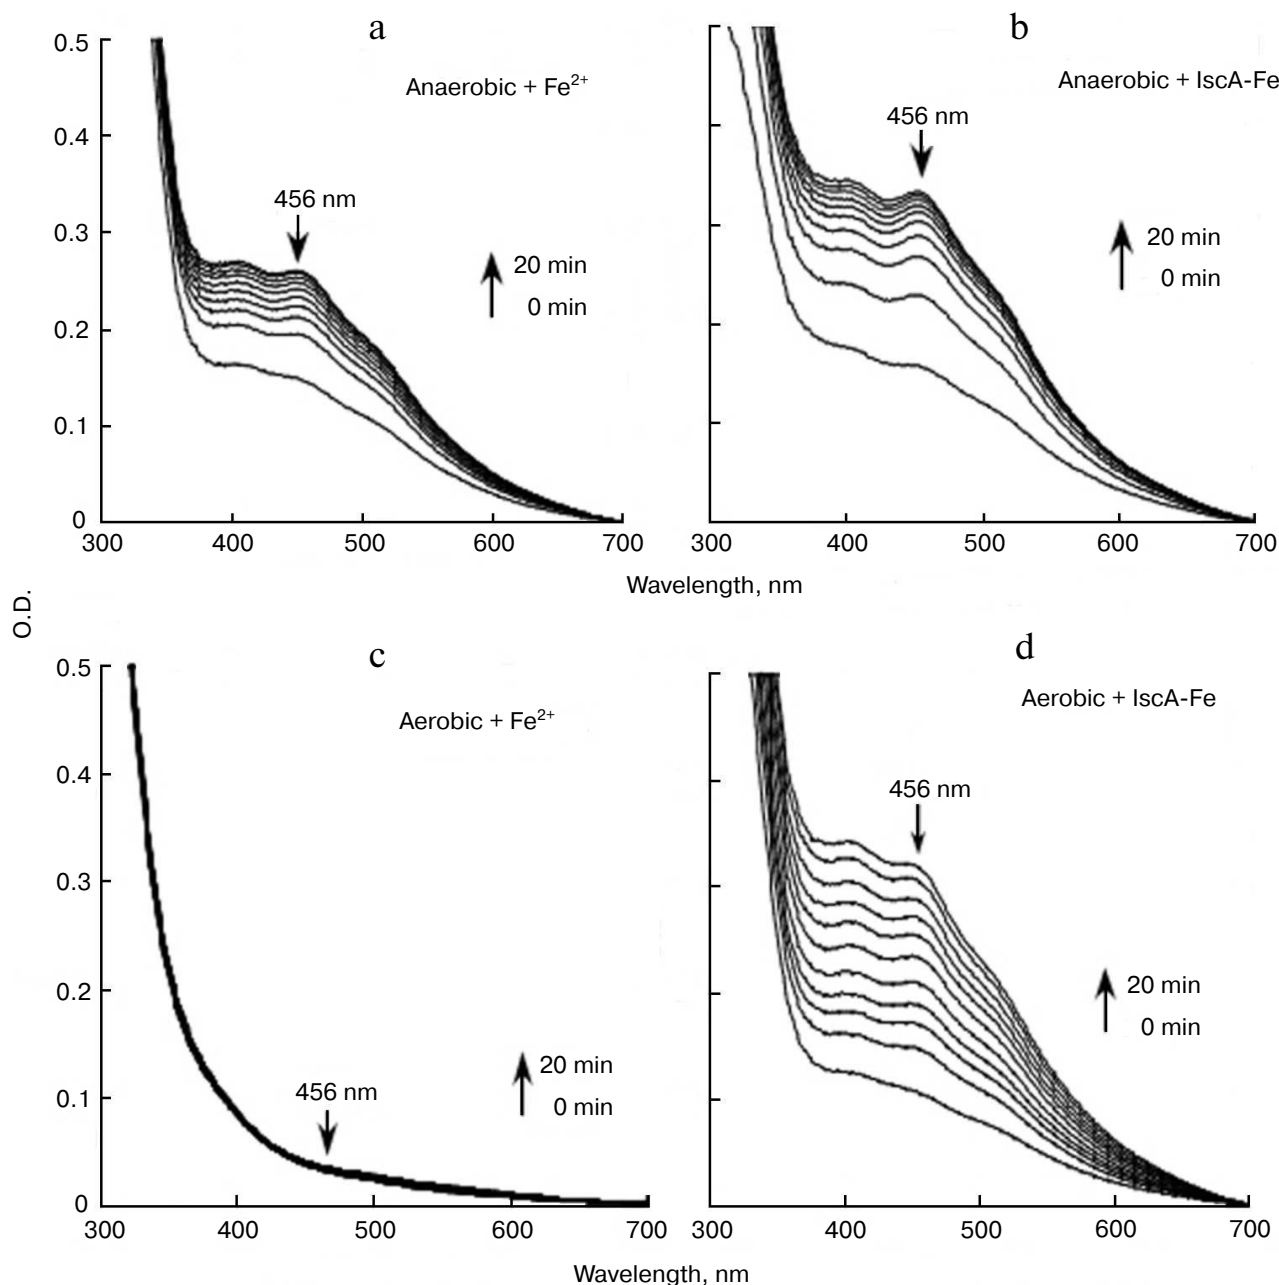 a
b
0.5
Anaerobic + Fe²⁺
Anaerobic + IscA-Fe
0.4
456 nm
0.3
456 nm
20 min
0 min
20 min
0 min
0.2
0.1
0
300 400 500 600 700
300 400 500 600 700
Wavelength, nm
O.D.
c
d
0.5
Aerobic + Fe²⁺
Aerobic + IscA-Fe
0.4
456 nm
0.3
0.2
20 min
0 min
0.1
456 nm
20 min
0 min
0
300 400 500 600 700
300 400 500 600 700
Wavelength, nm